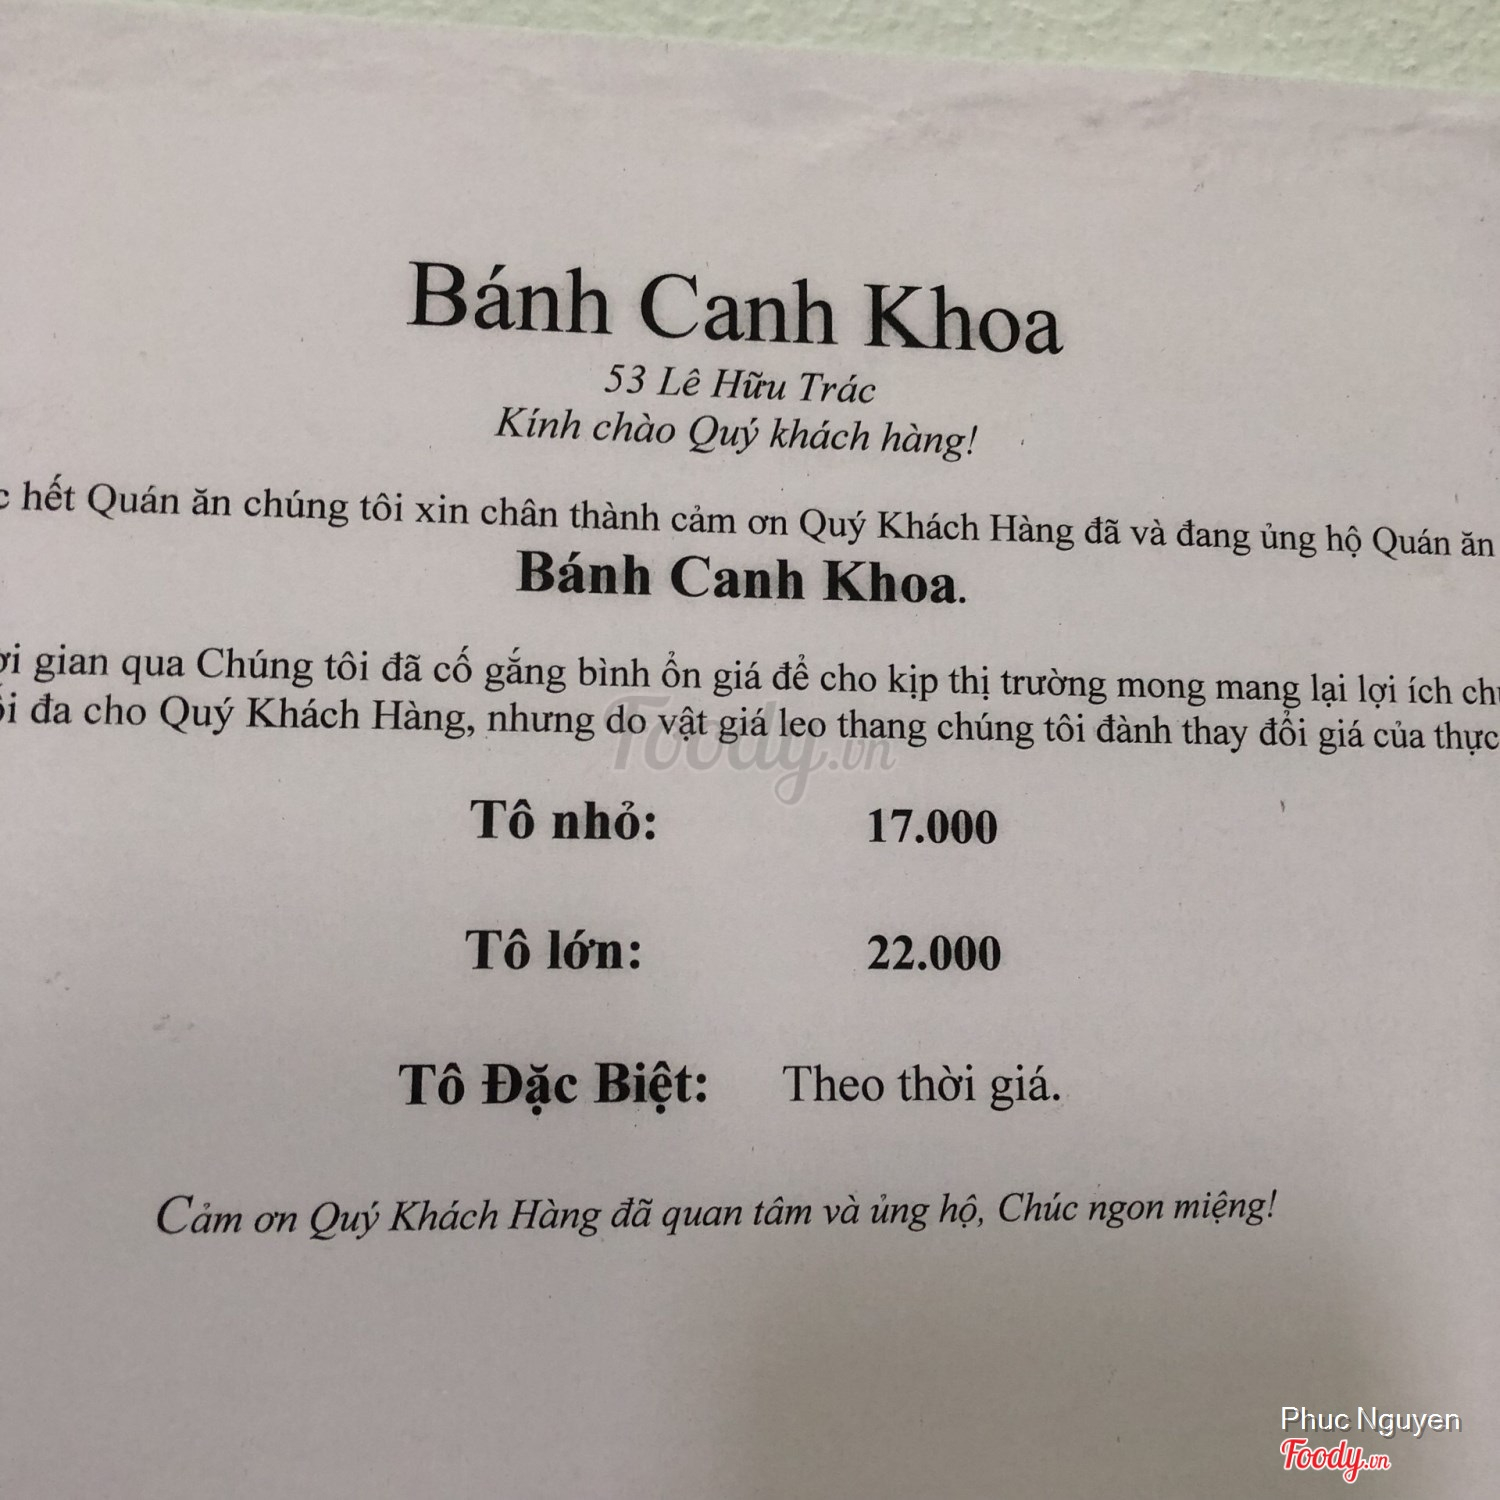 Bánh Canh Khoa
53 Lê Hữu Trác
Kính chào Quý khách hàng!
hết Quán ăn chúng tôi xin chân thành cảm ơn Quý Khách Hàng đã và đang ủng hộ Quán ăn
Bánh Canh Khoa.
gian qua Chúng tôi đã cố gắng bình ổn giá để cho kịp thị trường mong mang lại lợi ích
đa cho Quý Khách Hàng, nhưng do vật giá leo thang chúng tôi đành thay đổi giá của thực
Foody.vn
Tô nhỏ: 17.000
Tô lớn: 22.000
Tô Đặc Biệt: Theo thời giá.
Cảm ơn Quý Khách Hàng đã quan tâm và ủng hộ, Chúc ngon miệng!
Phuc Nguyen
Foody.vn